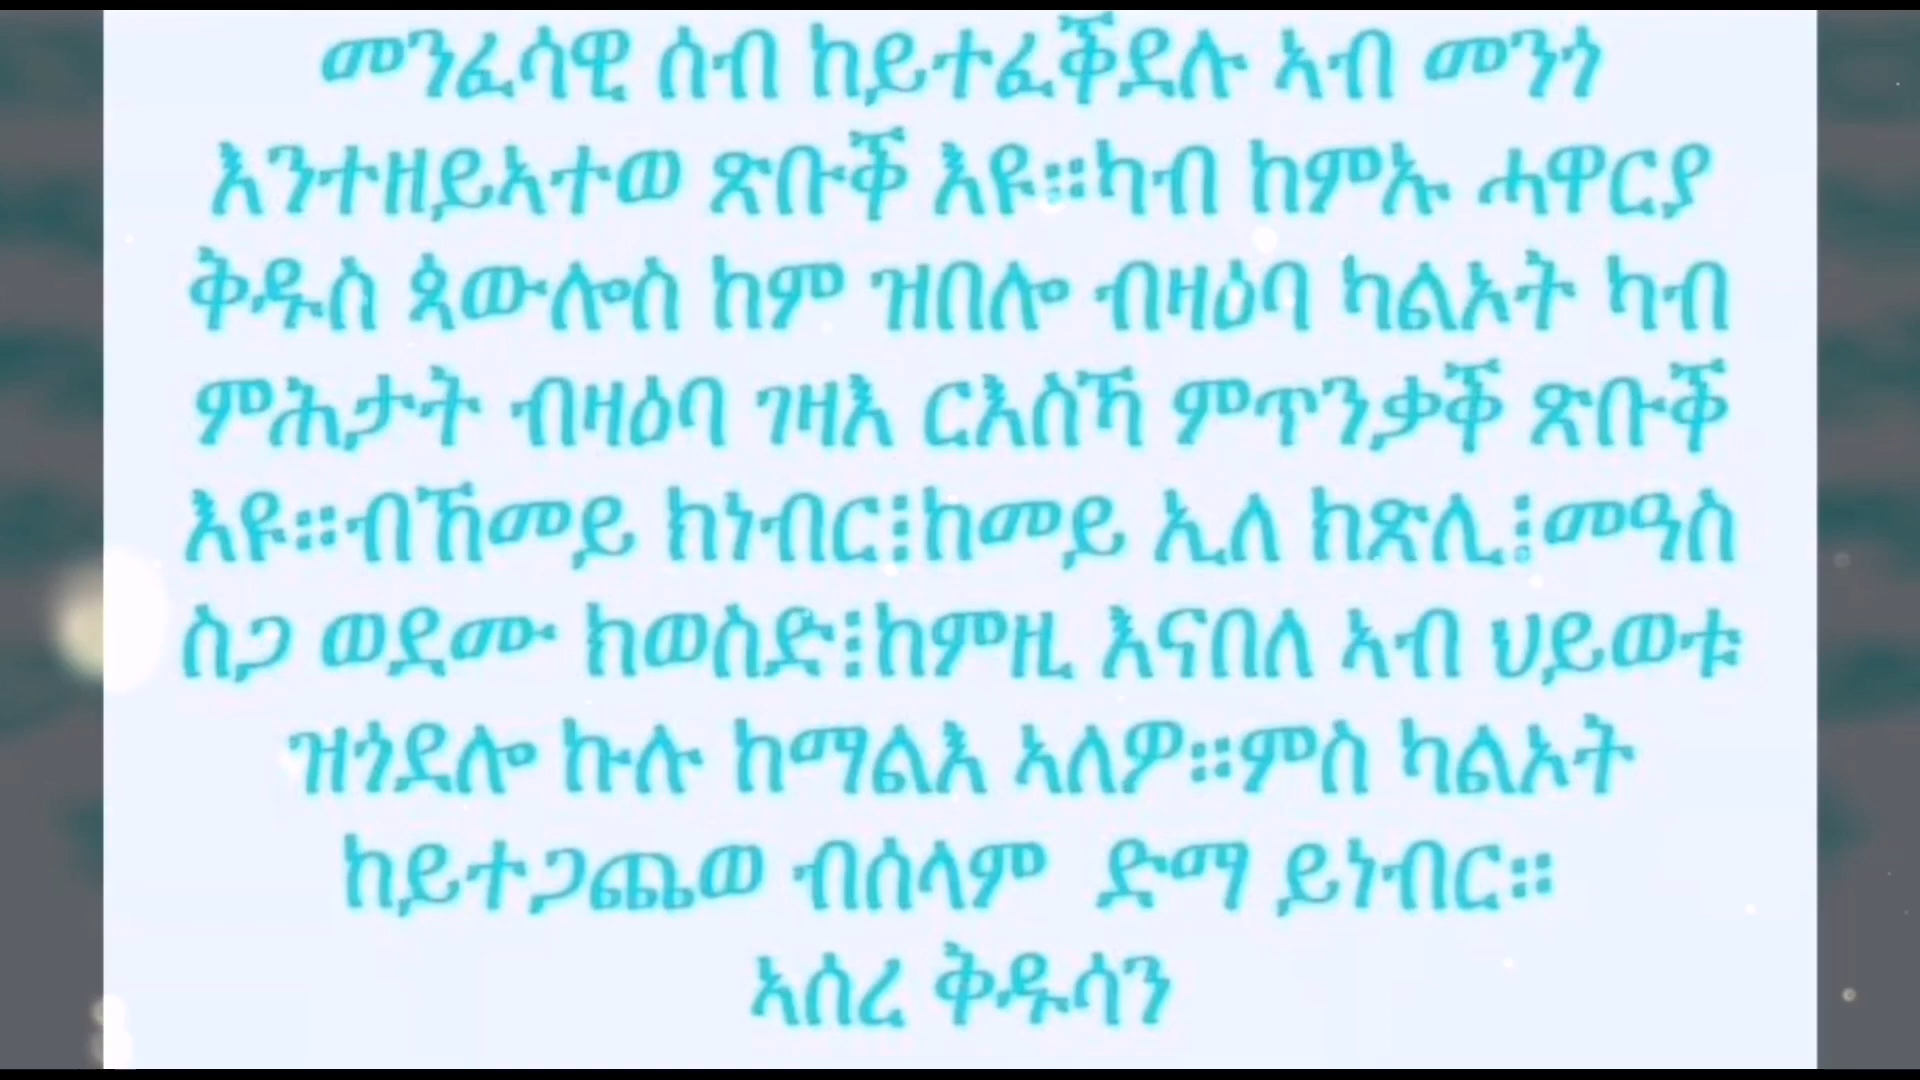 መንፈሳዊ ሰብ ከይተፈቕደሉ ኣብ መንጎ
እንተዘይኣተወ ጽቡቕ እዩ።ካብ ከምኡ ሓዋርያ
ቅዱስ ጳውሎስ ከም ዝበሎ ብዛዕባ ካልኦት ካብ
ምሕታት ብዛዕባ ገዛእ ርእስኻ ምጥንቃቕ ጽቡቕ
እዩ።ብኸመይ ክነብር፧ከመይ ኢለ ክጽሊ፧መዓስ
ስጋ ወደሙ ክወስድ፧ከምዚ እናበለ ኣብ ህይወቱ
ዝጎደሎ ኩሉ ከማልእ ኣለዎ።ምስ ካልኦት
ከይተጋጨወ ብሰላም ድማ ይነብር።
ኣሰረ ቅዱሳን